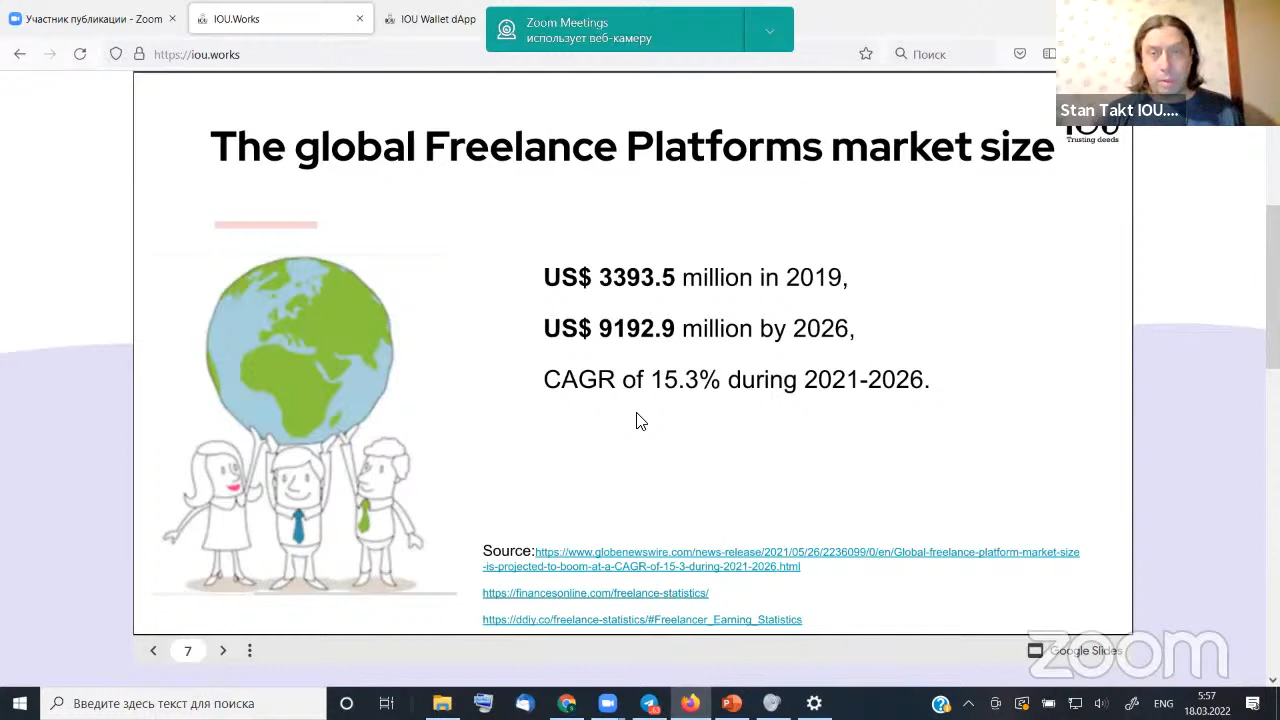 Участник публикации - Zoom
IOU.Works
IOU Wallet dApp
Zoom Meetings
использует веб-камеру
https://iou.works
Поиск
Stan Takt IOU....
IOU
Trusting deeds
The global Freelance Platforms market size
US$ 3393.5 million in 2019,
US$ 9192.9 million by 2026,
CAGR of 15.3% during 2021-2026.
Source:https://www.globenewswire.com/news-release/2021/05/26/2236099/0/en/Global-freelance-platform-market-size
-is-projected-to-boom-at-a-CAGR-of-15-3-during-2021-2026.html
https://financesonline.com/freelance-statistics/
https://ddiy.co/freelance-statistics/#Freelancer_Earning_Statistics
7
Google Slides
zoom
Введите здесь текст для поиска
ENG
5:57
18.03.2022